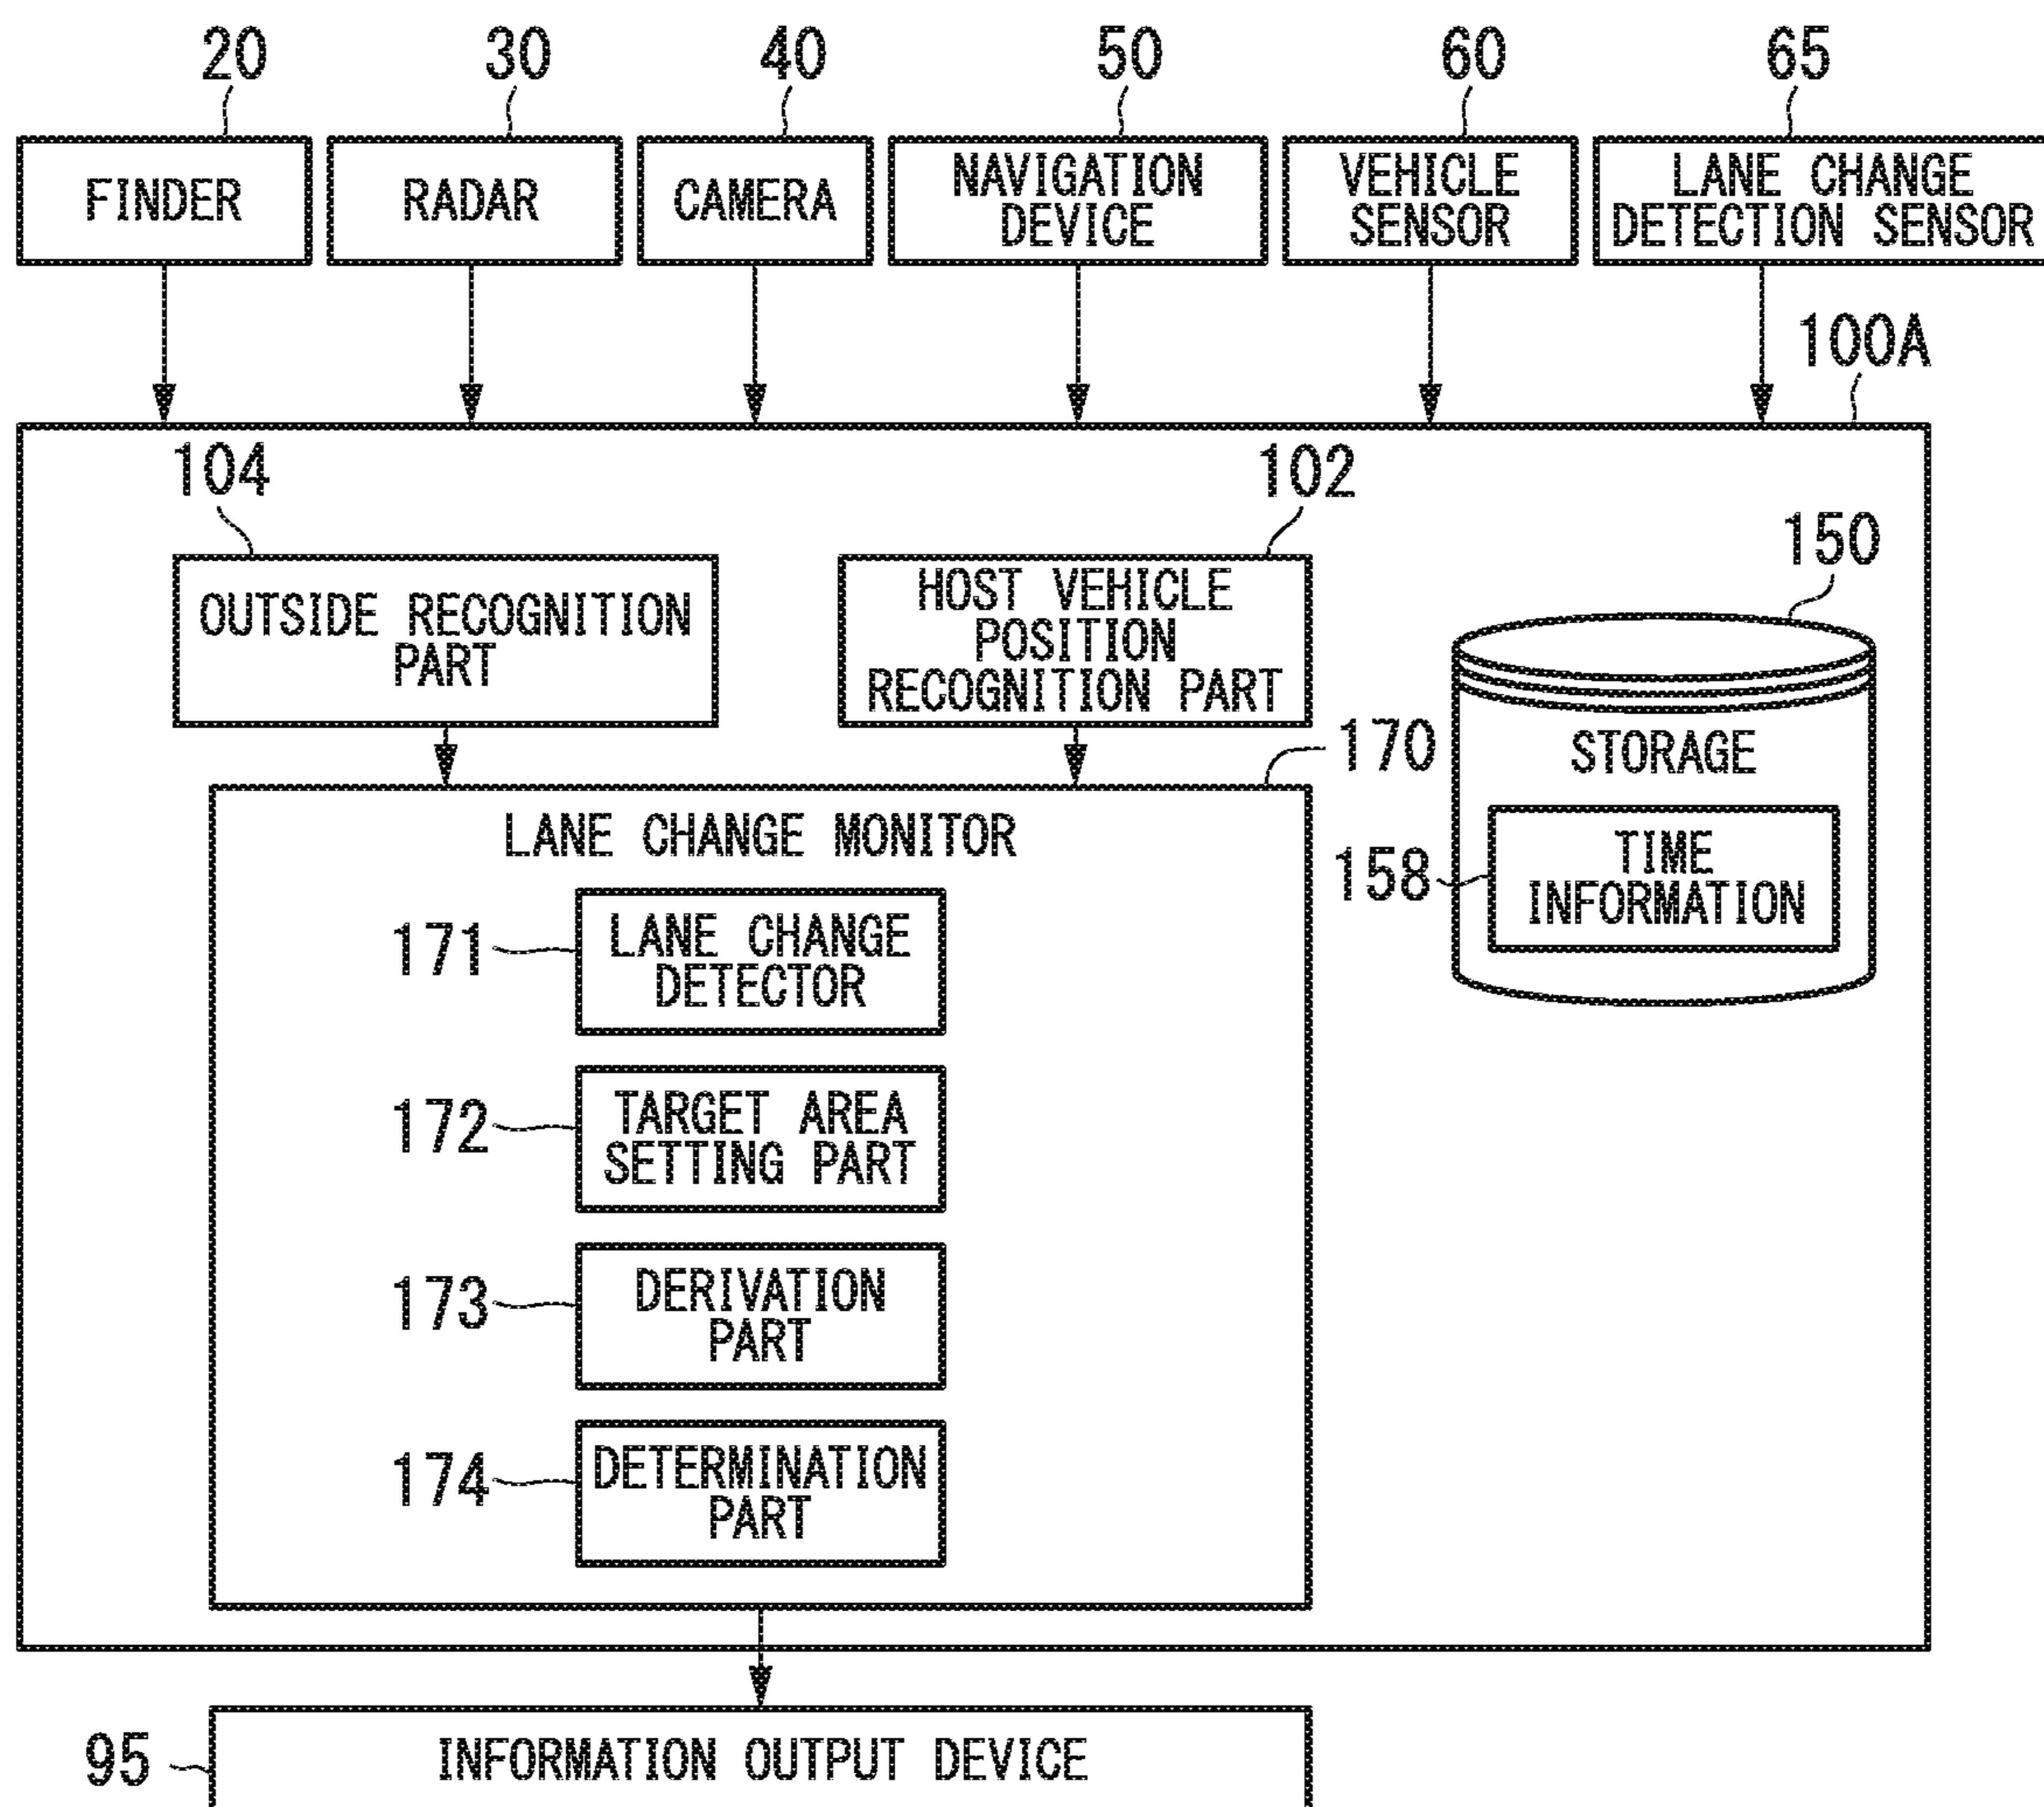 20
30
40
50
60
65
FINDER
RADAR
CAMERA
NAVIGATION
DEVICE
VEHICLE
SENSOR
LANE CHANGE
DETECTION SENSOR
100A
104
102
150
OUTSIDE RECOGNITION
PART
HOST VEHICLE
POSITION
RECOGNITION PART
170
STORAGE
158
TIME
INFORMATION
LANE CHANGE MONITOR
171
LANE CHANGE
DETECTOR
172
TARGET AREA
SETTING PART
173
DERIVATION
PART
174
DETERMINATION
PART
95
INFORMATION OUTPUT DEVICE